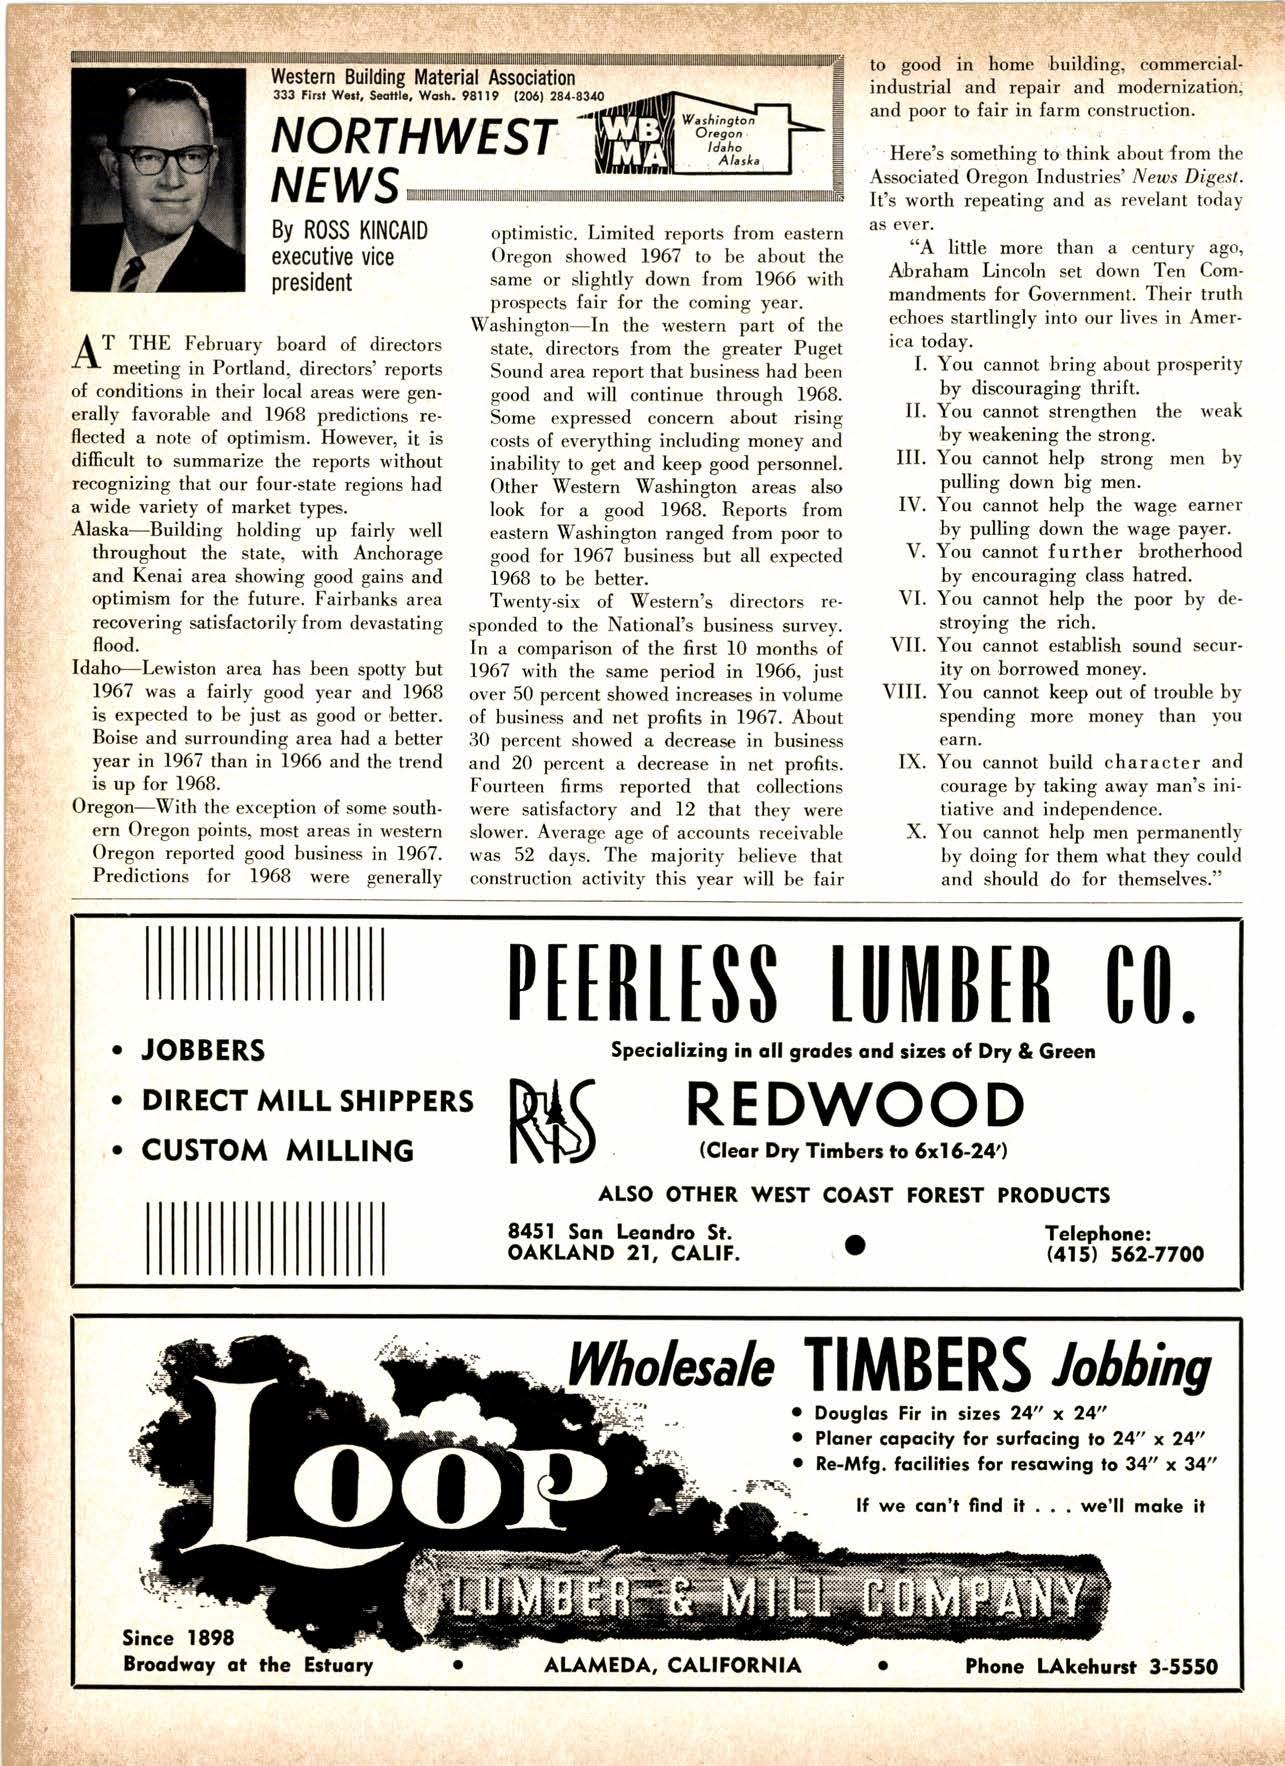 Western Building Material Association
333 First West, Seattle, Wash. 98119 (206) 284-8340
NORTHWEST
NEWS
WB
MA
Washington
Oregon
Idaho
Alaska
By ROSS KINCAID
executive vice
president
AT THE February board of directors
meeting in Portland, directors' reports
of conditions in their local areas were gen-
erally favorable and 1968 predictions re-
flected a note of optimism. However, it is
difficult to summarize the reports without
recognizing that our four-state regions had
a wide variety of market types.
Alaska—Building holding up fairly well
throughout the state, with Anchorage
and Kenai area showing good gains and
optimism for the future. Fairbanks area
recovering satisfactorily from devastating
flood.
Idaho—Lewiston area has been spotty but
1967 was a fairly good year and 1968
is expected to be just as good or better.
Boise and surrounding area had a better
year in 1967 than in 1966 and the trend
is up for 1968.
Oregon—With the exception of some south-
ern Oregon points, most areas in western
Oregon reported good business in 1967.
Predictions for 1968 were generally
optimistic. Limited reports from eastern
Oregon showed 1967 to be about the
same or slightly down from 1966 with
prospects fair for the coming year.
Washington—In the western part of the
state, directors from the greater Puget
Sound area report that business had been
good and will continue through 1968.
Some expressed concern about rising
costs of everything including money and
inability to get and keep good personnel.
Other Western Washington areas also
look for a good 1968. Reports from
eastern Washington ranged from poor to
good for 1967 business but all expected
1968 to be better.
Twenty-six of Western's directors re-
sponded to the National's business survey.
In a comparison of the first 10 months of
1967 with the same period in 1966, just
over 50 percent showed increases in volume
of business and net profits in 1967. About
30 percent showed a decrease in business
and 20 percent a decrease in net profits.
Fourteen firms reported that collections
were satisfactory and 12 that they were
slower. Average age of accounts receivable
was 52 days. The majority believe that
construction activity this year will be fair
to good in home building, commercial-
industrial and repair and modernization,
and poor to fair in farm construction.
Here's something to think about from the
Associated Oregon Industries' News Digest.
It's worth repeating and as revelant today
as ever.
"A little more than a century ago,
Abraham Lincoln set down Ten Com-
mandments for Government. Their truth
echoes startlingly into our lives in Amer-
ica today.
I. You cannot bring about prosperity
by discouraging thrift.
II. You cannot strengthen the weak
by weakening the strong.
III. You cannot help strong men by
pulling down big men.
IV. You cannot help the wage earner
by pulling down the wage payer.
V. You cannot further brotherhood
by encouraging class hatred.
VI. You cannot help the poor by de-
stroying the rich.
VII. You cannot establish sound secur-
ity on borrowed money.
VIII. You cannot keep out of trouble by
spending more money than you
earn.
IX. You cannot build character and
courage by taking away man's ini-
tiative and independence.
X. You cannot help men permanently
by doing for them what they could
and should do for themselves."
• JOBBERS
• DIRECT MILL SHIPPERS
• CUSTOM MILLING
PEERLESS LUMBER CO.
Specializing in all grades and sizes of Dry & Green
RIS
REDWOOD
(Clear Dry Timbers to 6x16-24')
ALSO OTHER WEST COAST FOREST PRODUCTS
8451 San Leandro St.
OAKLAND 21, CALIF.
•
Telephone:
(415) 562-7700
Wholesale TIMBERS Jobbing
• Douglas Fir in sizes 24" x 24"
• Planer capacity for surfacing to 24" x 24"
• Re-Mfg. facilities for resawing to 34" x 34"
If we can't find it . . . we'll make it
LOOP
LUMBER & MILL COMPANY
Since 1898
Broadway at the Estuary • ALAMEDA, CALIFORNIA • Phone LAkehurst 3-5550